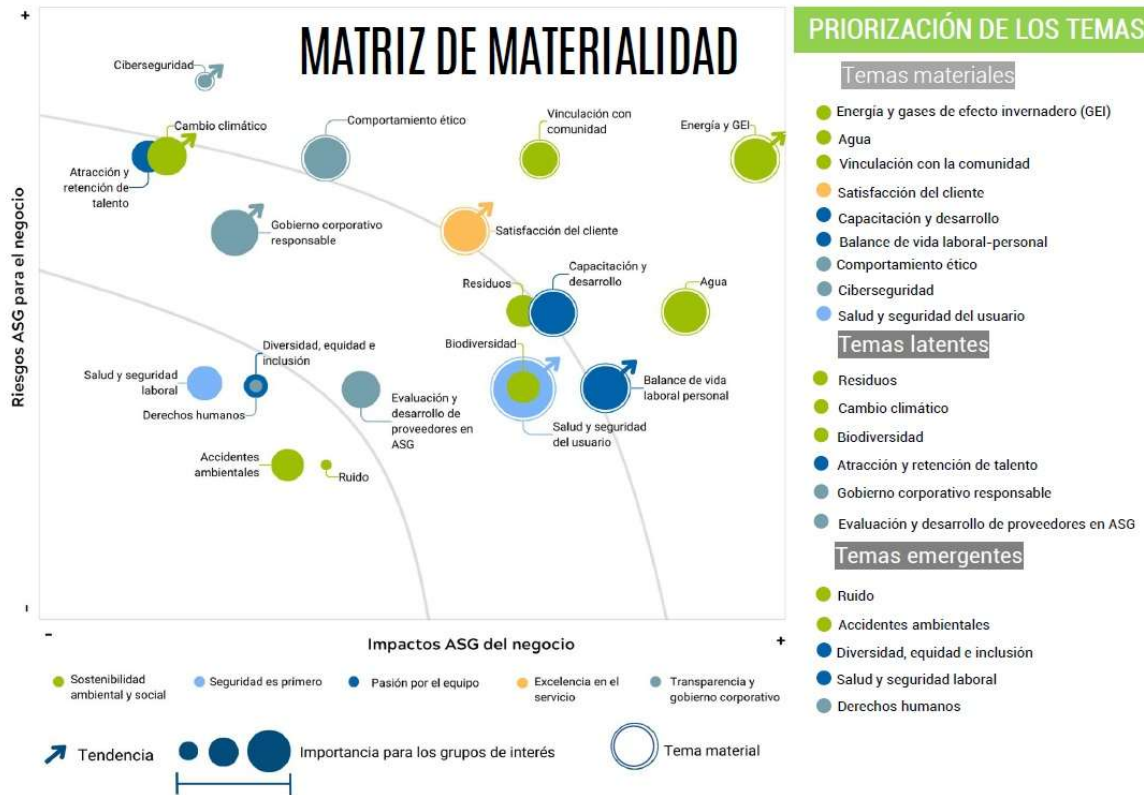 +
MATRIZ DE MATERIALIDAD
Ciberseguridad
Cambio climático
Comportamiento ético
Vinculación con
comunidad
Energía y GEI
Atracción y
retención de
talento
Gobierno corporativo
responsable
Satisfacción del cliente
Capacitación y
desarrollo
Residuos
Agua
Biodiversidad
Diversidad, equidad e
inclusión
Salud y seguridad
laboral
Derechos humanos
Evaluación y
desarrollo de
proveedores en
ASG
Salud y seguridad
del usuario
Balance de vida
laboral personal
Accidentes
ambientales
Ruido
Riesgos ASG para el negocio
-
-
Impactos ASG del negocio
+
Sostenibilidad
ambiental y social
Seguridad es primero
Pasión por el equipo
Excelencia en el
servicio
Transparencia y
gobierno corporativo
Tendencia
Importancia para los grupos de interés
Tema material
PRIORIZACIÓN DE LOS TEMAS
Temas materiales
Energía y gases de efecto invernadero (GEI)
Agua
Vinculación con la comunidad
Satisfacción del cliente
Capacitación y desarrollo
Balance de vida laboral-personal
Comportamiento ético
Ciberseguridad
Salud y seguridad del usuario
Temas latentes
Residuos
Cambio climático
Biodiversidad
Atracción y retención de talento
Gobierno corporativo responsable
Evaluación y desarrollo de proveedores en ASG
Temas emergentes
Ruido
Accidentes ambientales
Diversidad, equidad e inclusión
Salud y seguridad laboral
Derechos humanos